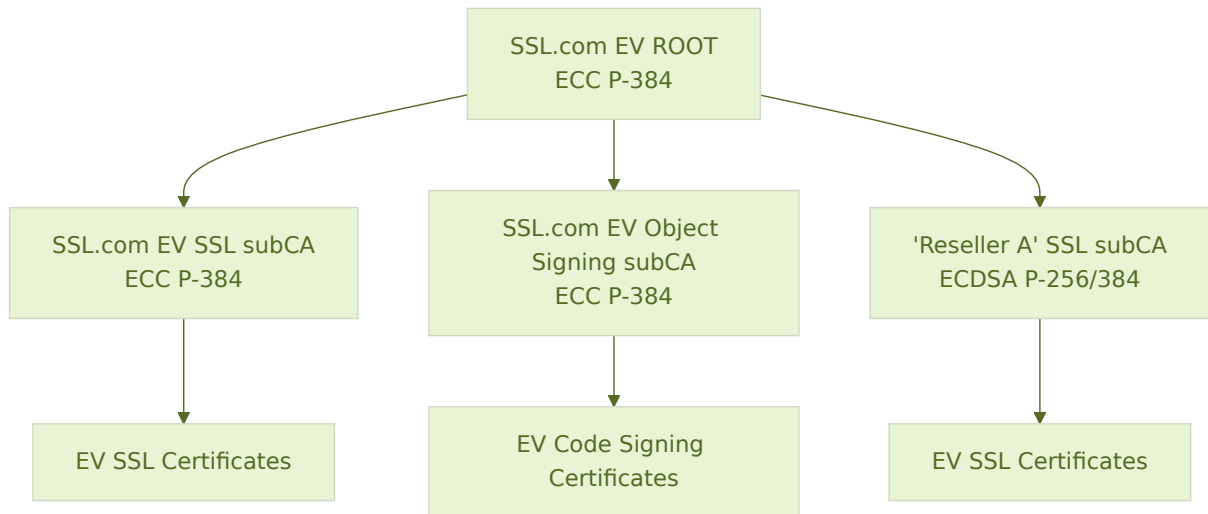 SSL.com EV ROOT
ECC P-384
SSL.com EV SSL subCA
ECC P-384
SSL.com EV Object
Signing subCA
ECC P-384
'Reseller A' SSL subCA
ECDSA P-256/384
EV SSL Certificates
EV Code Signing
Certificates
EV SSL Certificates